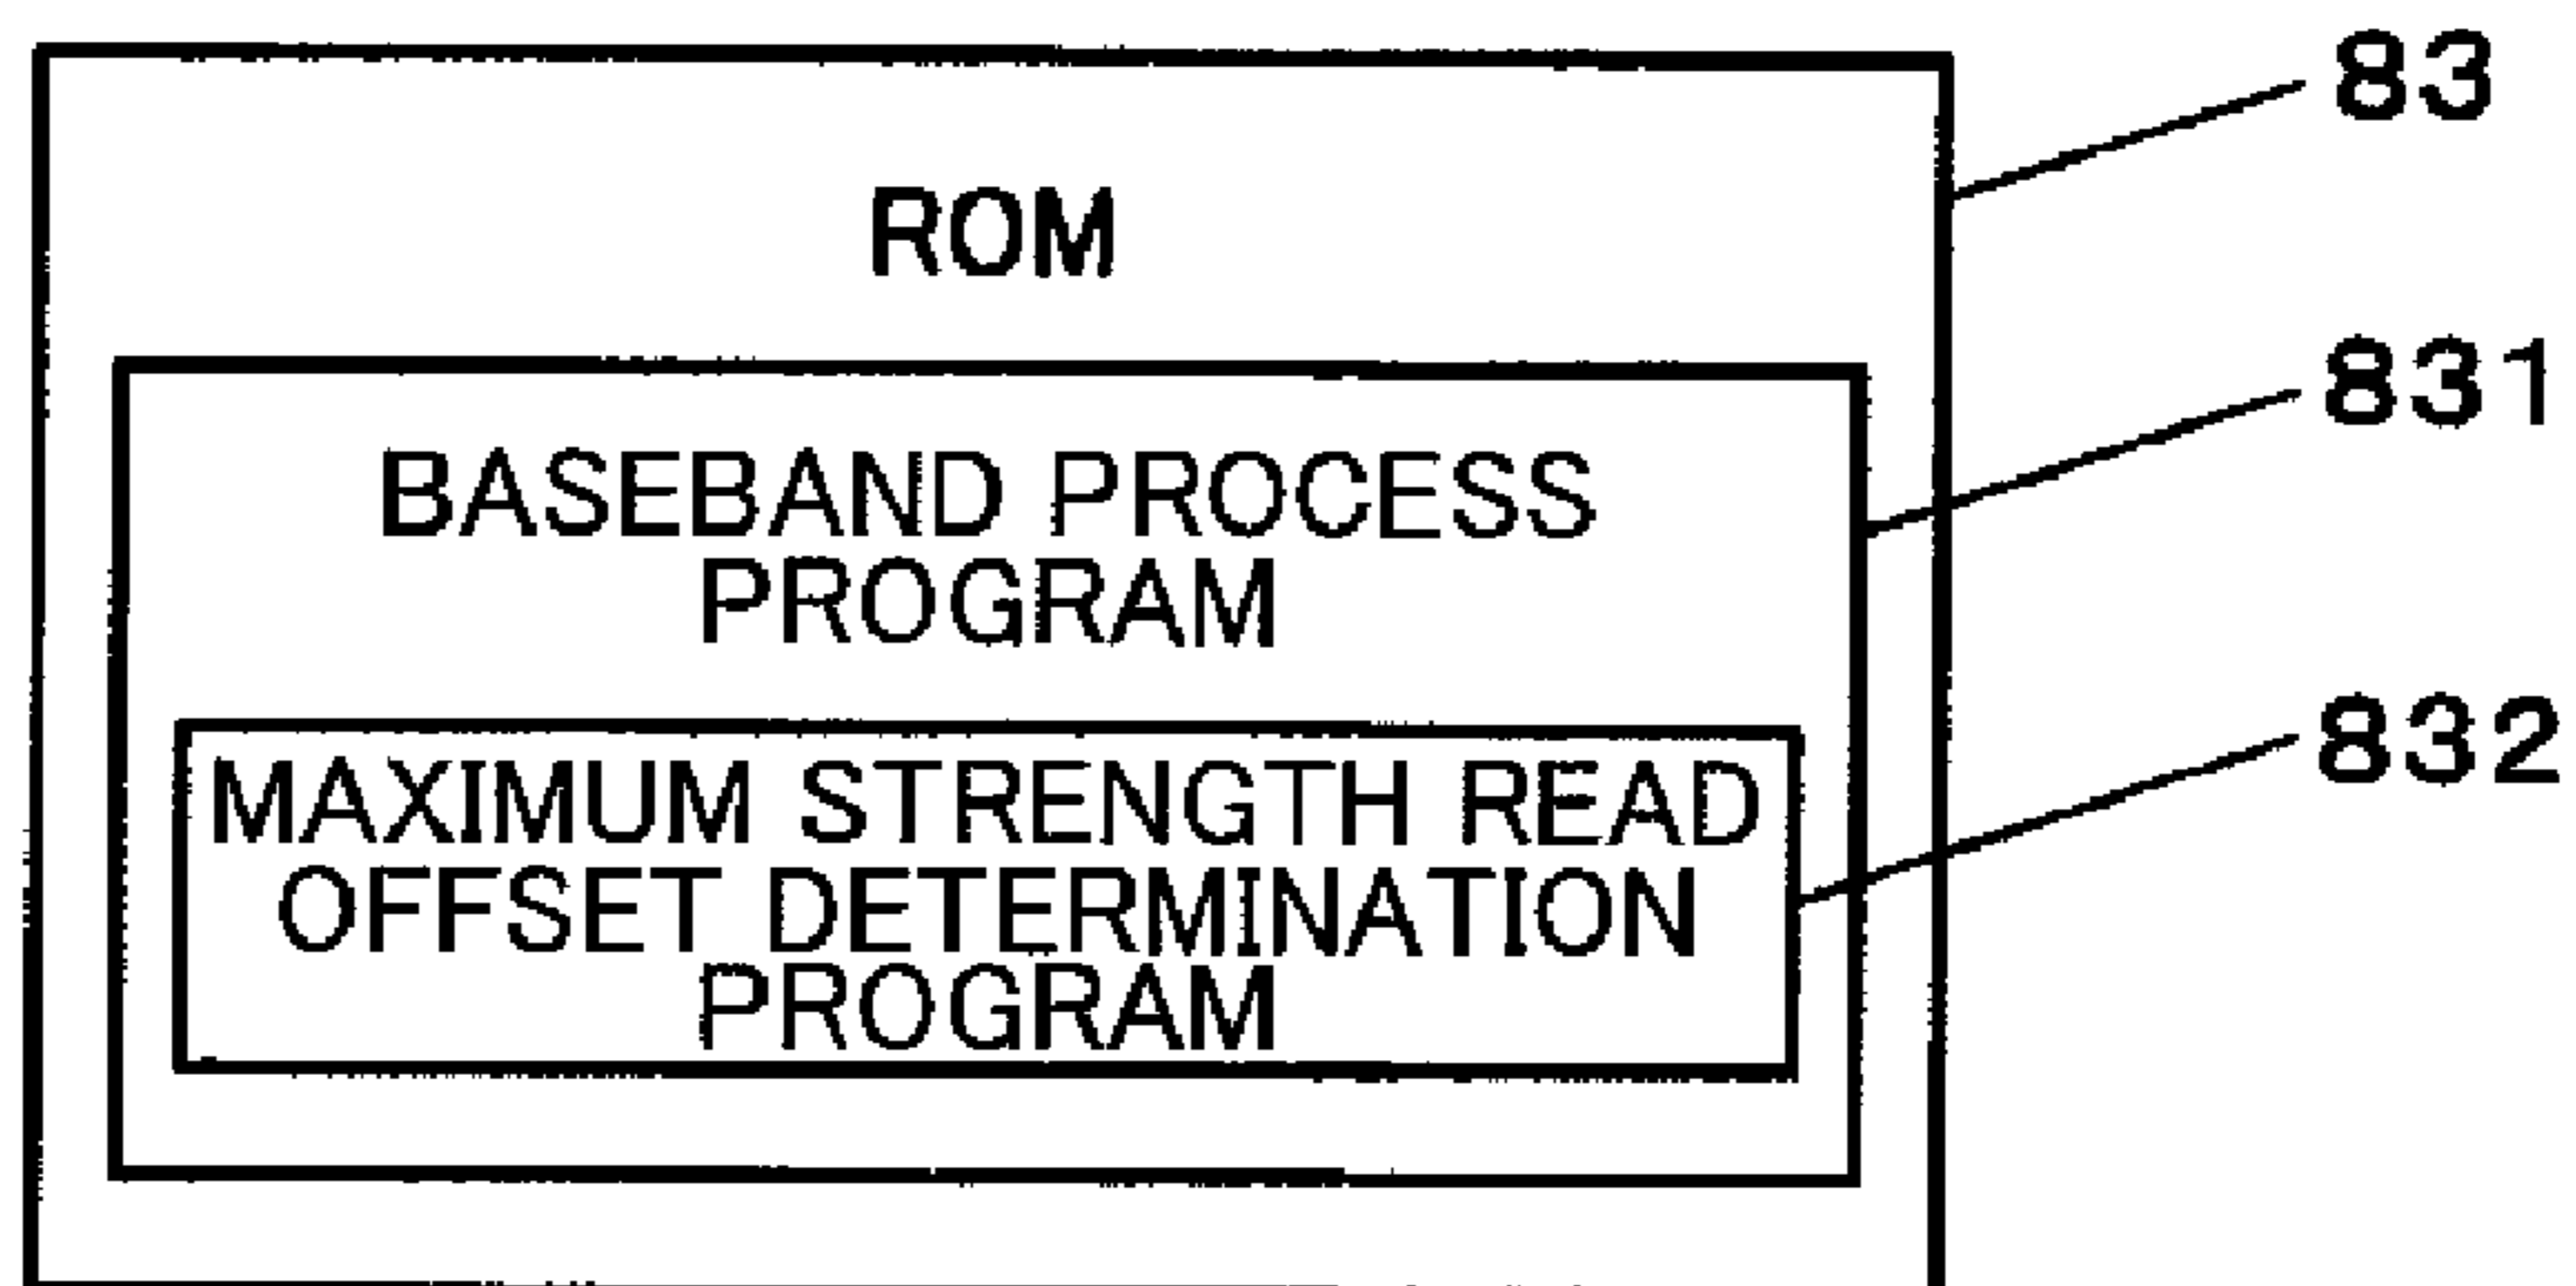 83
ROM
831
BASEBAND PROCESS
PROGRAM
832
MAXIMUM STRENGTH READ
OFFSET DETERMINATION
PROGRAM